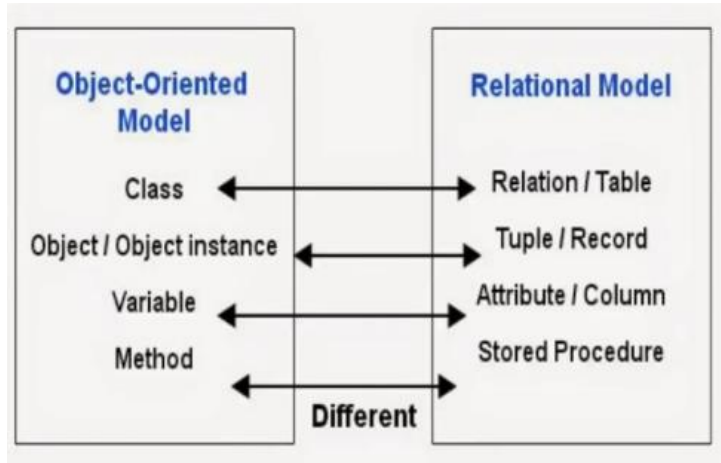 Object-Oriented
Model
Class
Object / Object instance
Variable
Method
Relational Model
Relation / Table
Tuple / Record
Attribute / Column
Stored Procedure
Different